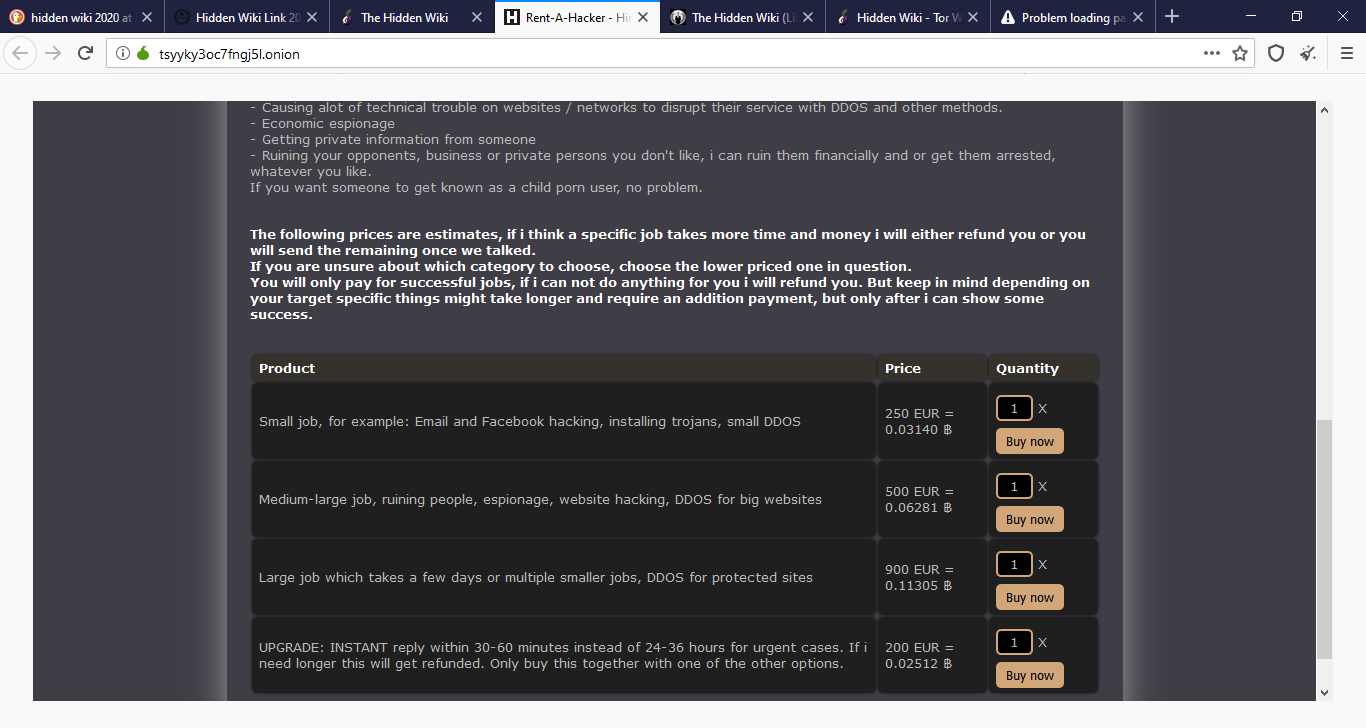 hidden wiki 2020 at
Hidden Wiki Link 20
The Hidden Wiki
Rent-A-Hacker - Hi
The Hidden Wiki (Li
Hidden Wiki - Tor W
Problem loading pa
tsyyky3oc7fngj5l.onion
- Causing alot of technical trouble on websites / networks to disrupt their service with DDOS and other methods.
- Economic espionage
- Getting private information from someone
- Ruining your opponents, business or private persons you don't like, i can ruin them financially and or get them arrested,
whatever you like.
If you want someone to get known as a child porn user, no problem.
The following prices are estimates, if i think a specific job takes more time and money i will either refund you or you
will send the remaining once we talked.
If you are unsure about which category to choose, choose the lower priced one in question.
You will only pay for successful jobs, if i can not do anything for you i will refund you. But keep in mind depending on
your target specific things might take longer and require an addition payment, but only after i can show some
success.
Product Price Quantity
Small job, for example: Email and Facebook hacking, installing trojans, small DDOS
250 EUR =
0.03140 ฿
1 X
Buy now
Medium-large job, ruining people, espionage, website hacking, DDOS for big websites
500 EUR =
0.06281 ฿
1 X
Buy now
Large job which takes a few days or multiple smaller jobs, DDOS for protected sites
900 EUR =
0.11305 ฿
1 X
Buy now
UPGRADE: INSTANT reply within 30-60 minutes instead of 24-36 hours for urgent cases. If i
need longer this will get refunded. Only buy this together with one of the other options.
200 EUR =
0.02512 ฿
1 X
Buy now